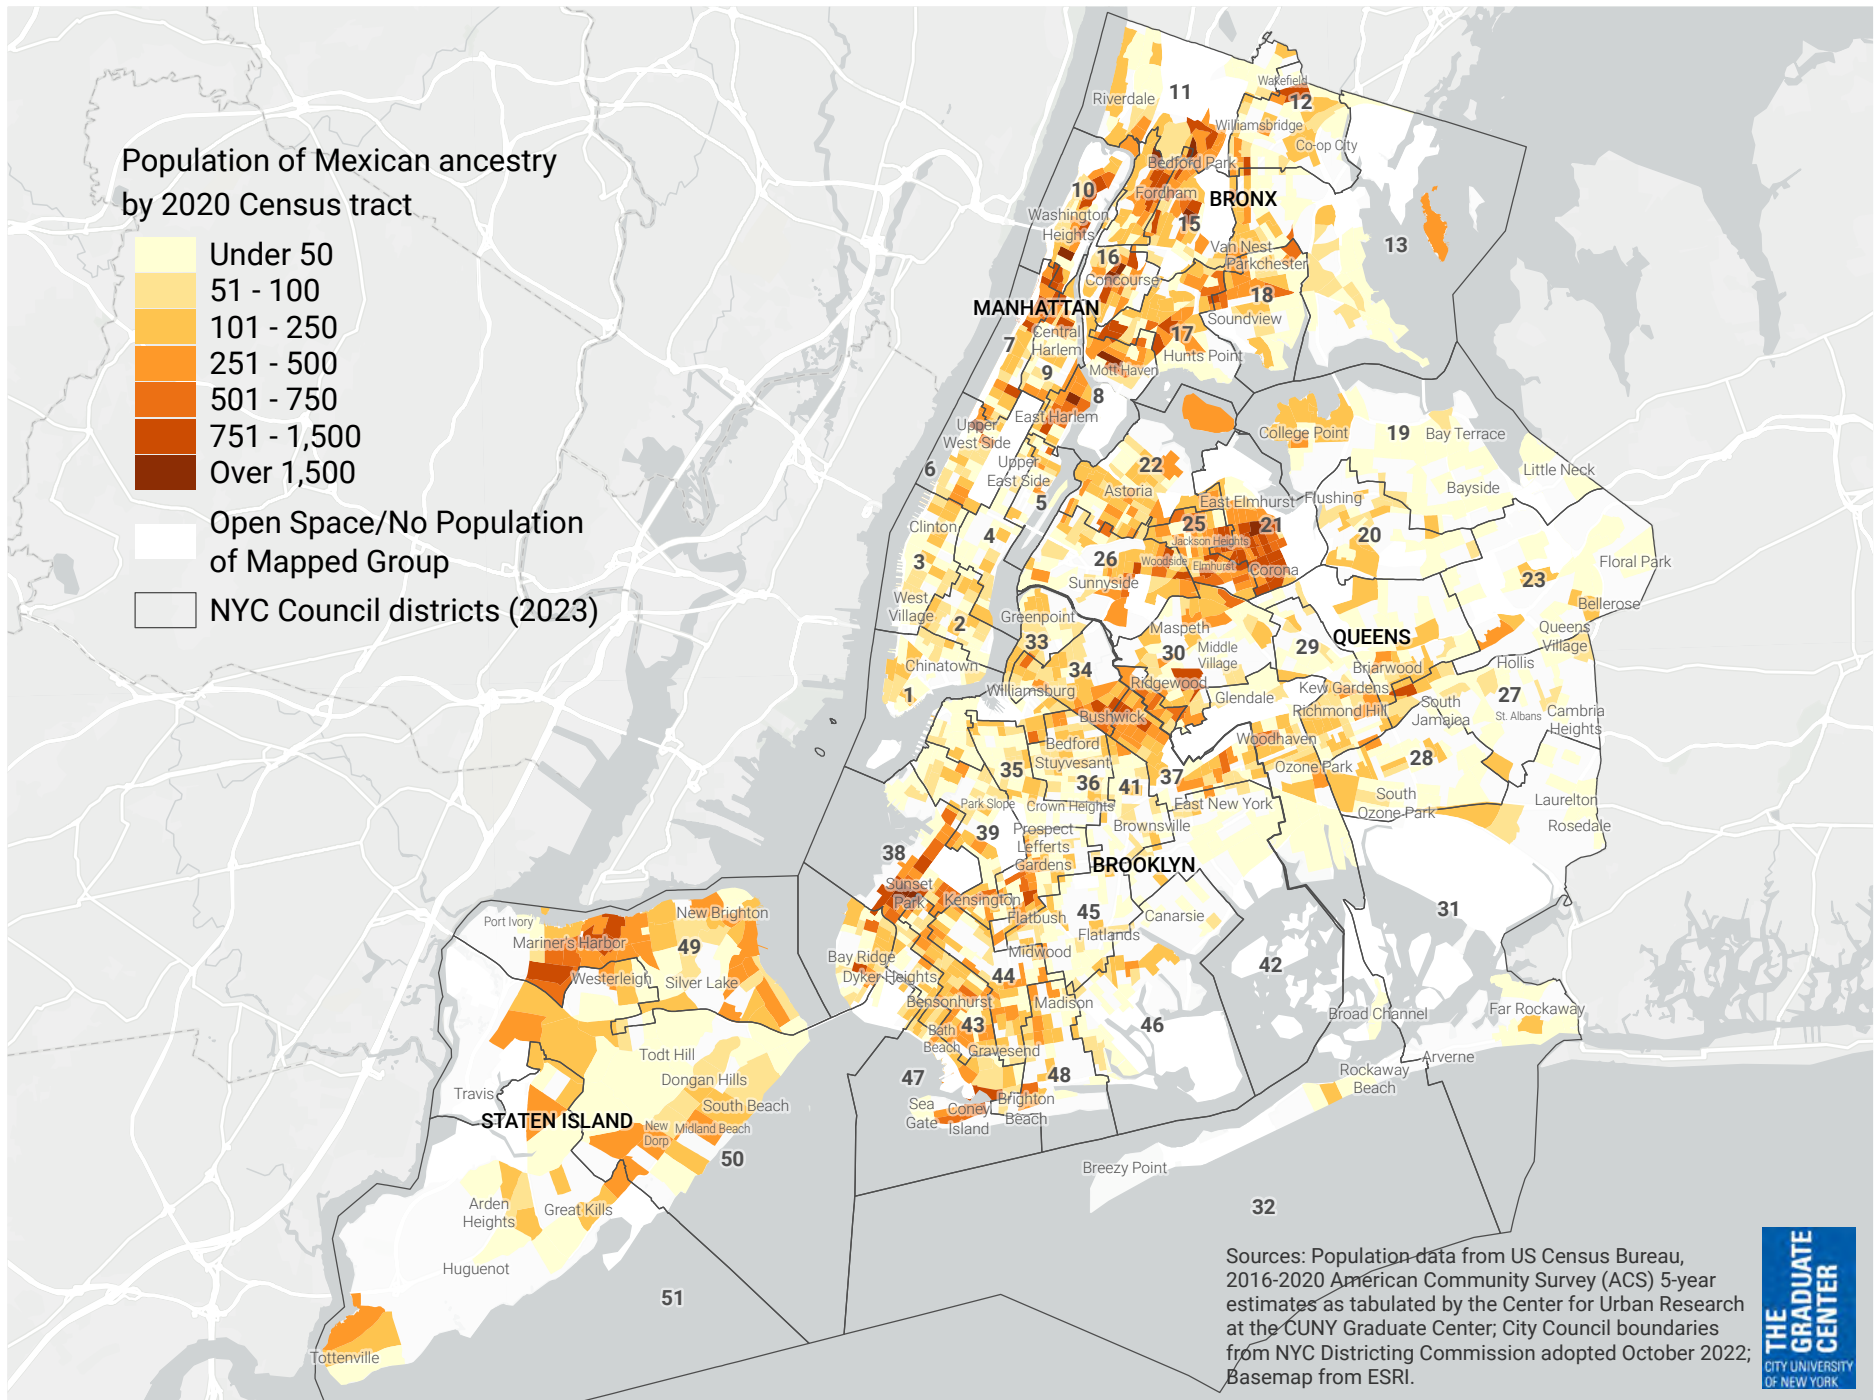 Population of Mexican ancestry
by 2020 Census tract
Under 50
51 - 100
101 - 250
251 - 500
501 - 750
751 - 1,500
Over 1,500
Open Space/No Population
of Mapped Group
NYC Council districts (2023)
Wakefield
11
Riverdale
12
Williamsbridge
Co-op City
Bedford Park
10
Fordham
BRONX
Washington
Heights
15
13
Van Nest
16
Parkchester
Concourse
18
MANHATTAN
Soundview
Central
Harlem
17
7
Hunts Point
9
Mott Haven
8
East Harlem
Upper
West Side
College Point
19
Bay Terrace
6
Upper
East Side
22
Little Neck
Astoria
Bayside
5
East Elmhurst
Flushing
Clinton
25
21
4
20
Jackson Heights
3
26
Woodside
Elmhurst
Corona
Floral Park
Sunnyside
23
West
Village
Bellerose
2
Greenpoint
Maspeth
Queens
Village
33
29
QUEENS
30
Middle
Village
Chinatown
34
Briarwood
Hollis
1
Williamsburg
Ridgewood
Kew Gardens
27
Glendale
Richmond Hill
South
Jamaica
St. Albans
Cambria
Heights
Bushwick
Bedford
Stuyvesant
Woodhaven
28
35
Ozone Park
36
41
37
Park Slope
Crown Heights
East New York
South
Ozone Park
Laurelton
Rosedale
39
Prospect
Lefferts
Gardens
Brownsville
38
BROOKLYN
Sunset
Park
Kensington
Flatbush
45
Canarsie
31
Port Ivory
New Brighton
Mariner's Harbor
49
Flatlands
Bay Ridge
Midwood
Westerleigh
Silver Lake
Dyker Heights
44
42
Bensonhurst
Madison
Far Rockaway
Broad Channel
Bath
Beach
43
46
Todt Hill
Gravesend
Arverne
Dongan Hills
47
48
Rockaway
Beach
Travis
South Beach
Sea
Gate
Coney
Island
Brighton
Beach
STATEN ISLAND
New
Dorp
Midland Beach
50
Breezy Point
Arden
Heights
Great Kills
32
Huguenot
51
Tottenville
Sources: Population data from US Census Bureau,
2016-2020 American Community Survey (ACS) 5-year
estimates as tabulated by the Center for Urban Research
at the CUNY Graduate Center; City Council boundaries
from NYC Districting Commission adopted October 2022;
Basemap from ESRI.
THE
GRADUATE
CENTER
CITY UNIVERSITY
OF NEW YORK